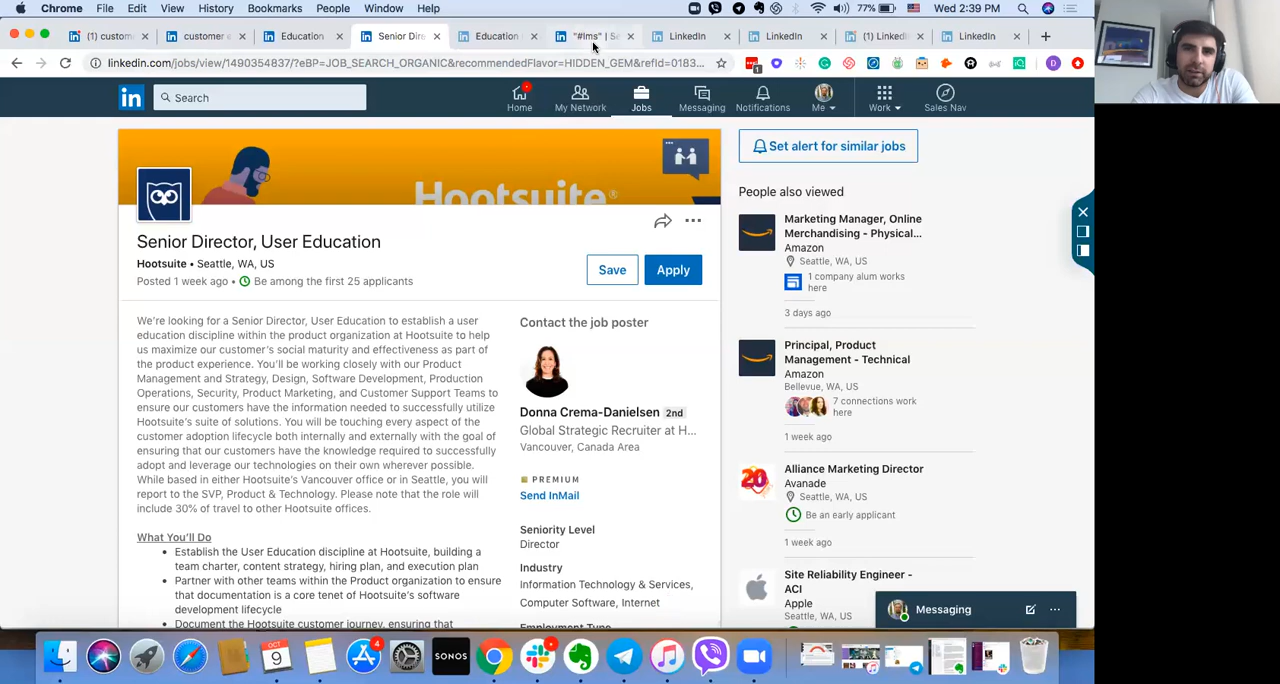 Chrome File Edit View History Bookmarks People Window Help
77% Wed 2:39 PM
(1) custom
customer e
Education
Senior Dire
Education
"#lms" | Se
LinkedIn
LinkedIn
(1) LinkedI
LinkedIn
linkedin.com/jobs/view/1490354837/?eBP=JOB_SEARCH_ORGANIC&recommendedFlavor=HIDDEN_GEM&refId=0183...
1
in
Search
Home
My Network
Jobs
Messaging
Notifications
Me
Work
Sales Nav
Hootsuite®
Senior Director, User Education
Hootsuite • Seattle, WA, US
Posted 1 week ago • Be among the first 25 applicants
Save
Apply
We're looking for a Senior Director, User Education to establish a user
education discipline within the product organization at Hootsuite to help
us maximize our customer's social maturity and effectiveness as part of
the product experience. You'll be working closely with our Product
Management and Strategy, Design, Software Development, Production
Operations, Security, Product Marketing, and Customer Support Teams to
ensure our customers have the information needed to successfully utilize
Hootsuite's suite of solutions. You will be touching every aspect of the
customer adoption lifecycle both internally and externally with the goal of
ensuring that our customers have the knowledge required to successfully
adopt and leverage our technologies on their own wherever possible.
While based in either Hootsuite's Vancouver office or in Seattle, you will
report to the SVP, Product & Technology. Please note that the role will
include 30% of travel to other Hootsuite offices.
What You'll Do
• Establish the User Education discipline at Hootsuite, building a
team charter, content strategy, hiring plan, and execution plan
• Partner with other teams within the Product organization to ensure
that documentation is a core tenet of Hootsuite's software
development lifecycle
• Document the Hootsuite customer journey, ensuring that
Contact the job poster
Donna Crema-Danielsen 2nd
Global Strategic Recruiter at H...
Vancouver, Canada Area
PREMIUM
Send InMail
Seniority Level
Director
Industry
Information Technology & Services,
Computer Software, Internet
Employment Type
Set alert for similar jobs
People also viewed
Marketing Manager, Online
Merchandising - Physical...
Amazon
Seattle, WA, US
1 company alum works
here
3 days ago
Principal, Product
Management - Technical
Amazon
Bellevue, WA, US
7 connections work
here
1 week ago
20
Alliance Marketing Director
Avanade
Seattle, WA, US
Be an early applicant
1 week ago
Site Reliability Engineer -
ACI
Apple
Seattle, WA, US
Messaging
9
4
SONOS